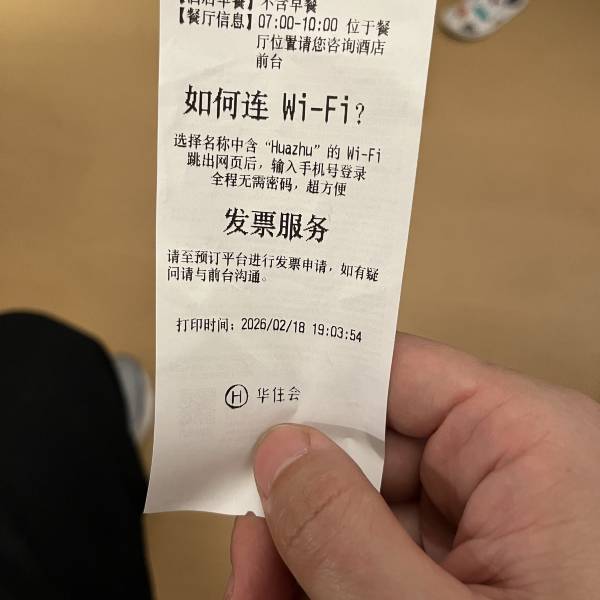 【酒店早餐】不含早餐
【餐厅信息】07:00-10:00 位于餐
厅位置请您咨询酒店
前台
如何连 Wi-Fi？
选择名称中含 “Huazhu” 的 Wi-Fi
跳出网页后，输入手机号登录
全程无需密码，超方便
发票服务
请至预订平台进行发票申请，如有疑
问请与前台沟通。
打印时间：2026/02/18 19:03:54
H 华住会